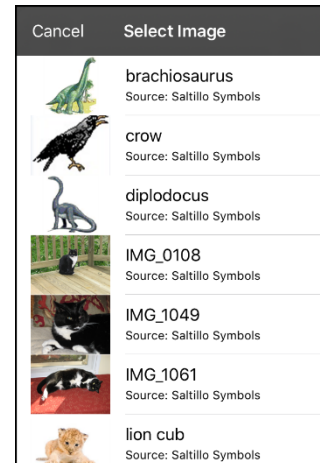 Cancel Select Image
brachiosaurus
Source: Saltillo Symbols
crow
Source: Saltillo Symbols
diplodocus
Source: Saltillo Symbols
IMG_0108
Source: Saltillo Symbols
IMG_1049
Source: Saltillo Symbols
IMG_1061
Source: Saltillo Symbols
lion cub
Source: Saltillo Symbols